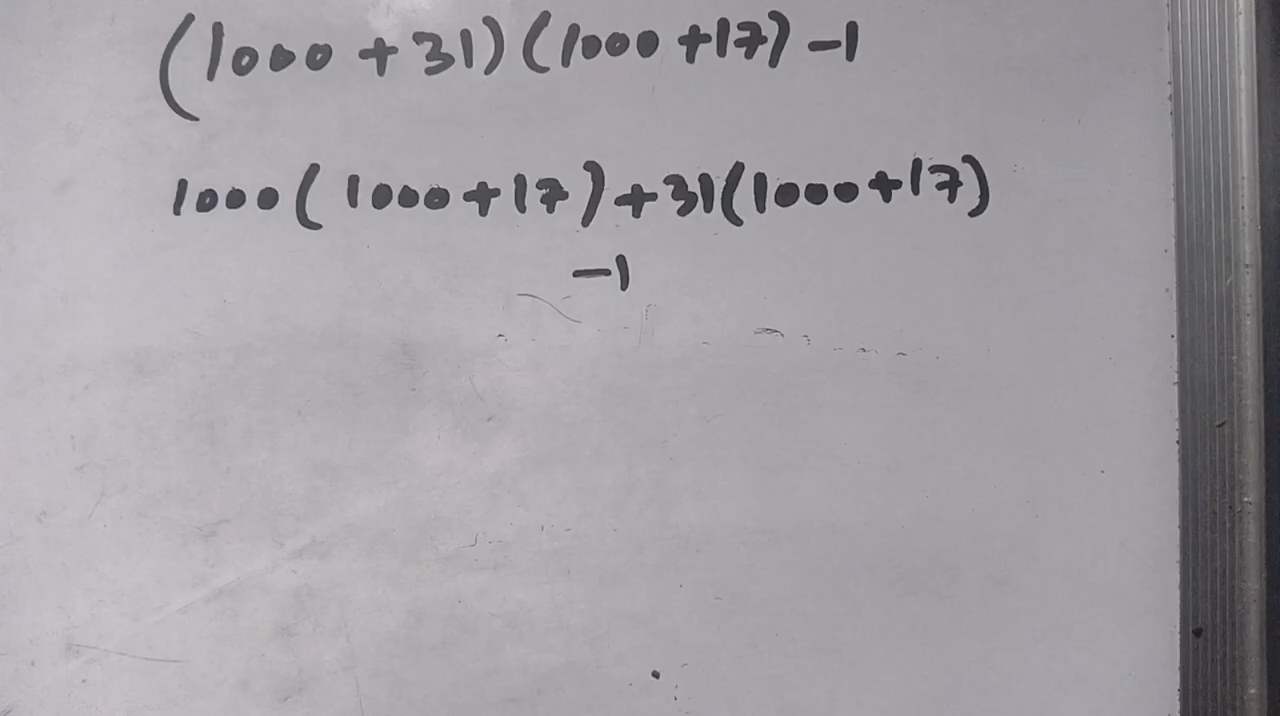 (1000 + 31) (1000 + 17) - 1
1000 ( 1000 + 17 ) + 31 (1000 + 17)
- 1